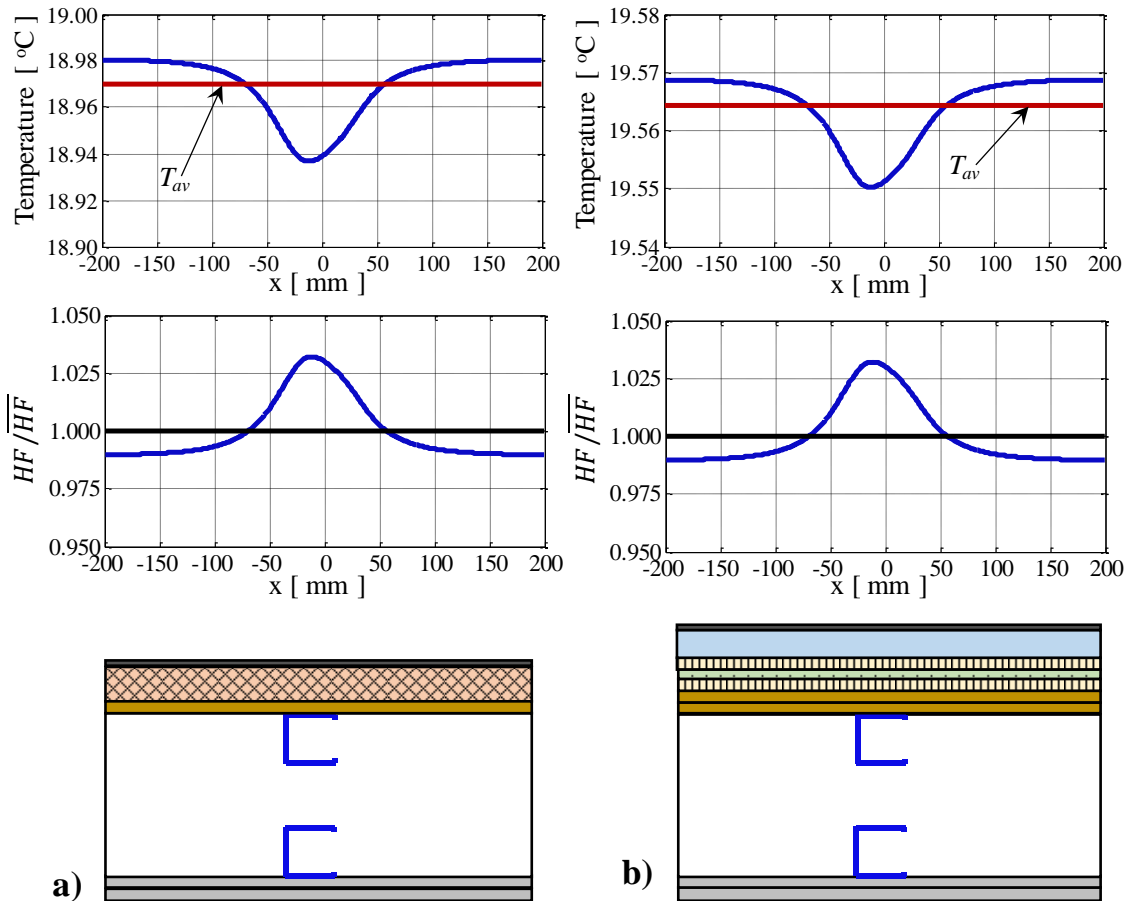 Temperature [ °C]
19.00
18.98
18.96
18.94
18.92
18.90
T_av
-200 -150 -100 -50 0 50 100 150 200
x [ mm ]
Temperature [ °C ]
19.58
19.57
19.56
19.55
19.54
T_av
-200 -150 -100 -50 0 50 100 150 200
x [ mm ]
HF/H̅F̅
1.050
1.025
1.000
0.975
0.950
-200 -150 -100 -50 0 50 100 150 200
x [ mm ]
HF/H̅F̅
1.050
1.025
1.000
0.975
0.950
-200 -150 -100 -50 0 50 100 150 200
x [ mm ]
a)
b)